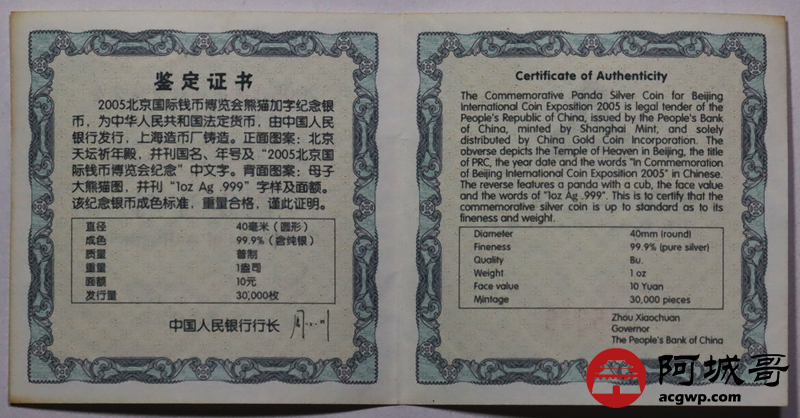 鉴定证书
2005北京国际钱币博览会熊猫加字纪念银
币，为中华人民共和国法定货币，由中国人民
银行发行，上海造币厂铸造。正面图案：北京
天坛祈年殿，并刊国名、年号及“2005北京国
际钱币博览会纪念”中文字。背面图案：母子
大熊猫图，并刊“1oz Ag .999”字样及面额。
该纪念银币成色标准，重量合格，谨此证明。
直径 40毫米（圆形）
成色 99.9%（含纯银）
质量 普制
重量 1盎司
面额 10元
发行量 30,000枚
中国人民银行行长
Certificate of Authenticity
The Commemorative Panda Silver Coin for Beijing
International Coin Exposition 2005 is legal tender of the
People's Republic of China, issued by the People's Bank
of China, minted by Shanghai Mint, and solely
distributed by China Gold Coin Incorporation. The
obverse depicts the Temple of Heaven in Beijing, the title
of PRC, the year date and the words "In Commemoration
of Beijing International Coin Exposition 2005" in Chinese.
The reverse features a panda with a cub, the face value
and the words of "1oz Ag .999". This is to certify that the
commemorative silver coin is up to standard as to its
fineness and weight.
Diameter 40mm (round)
Fineness 99.9% (pure silver)
Quality Bu.
Weight 1 oz
Face value 10 Yuan
Mintage 30,000 pieces
Zhou Xiaochuan
Governor
The People's Bank of China
阿城哥
acgwp.com